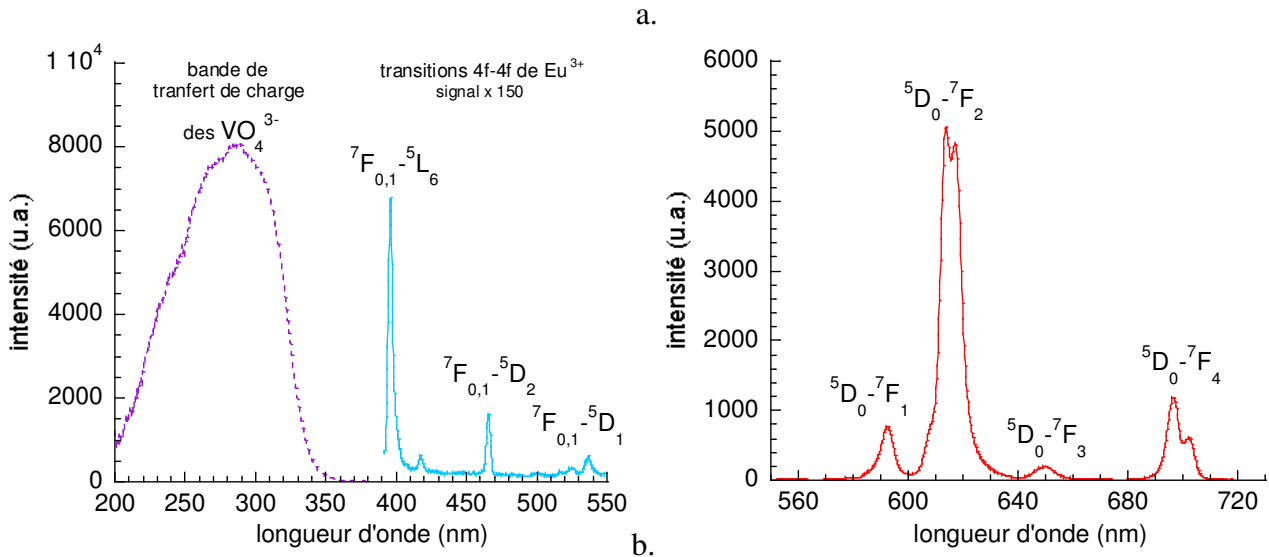 a.
1 10⁴
8000
6000
4000
2000
0
intensité (u.a.)
bande de
tranfert de charge
des VO₄³⁻
transitions 4f-4f de Eu³⁺
signal x 150
⁷F₀,₁-⁵L₆
⁷F₀,₁-⁵D₂
⁷F₀,₁-⁵D₁
200 250 300 350 400 450 500 550
longueur d'onde (nm)
6000
5000
4000
3000
2000
1000
0
intensité (u.a.)
⁵D₀-⁷F₂
⁵D₀-⁷F₁
⁵D₀-⁷F₃
⁵D₀-⁷F₄
560 600 640 680 720
longueur d'onde (nm)
b.